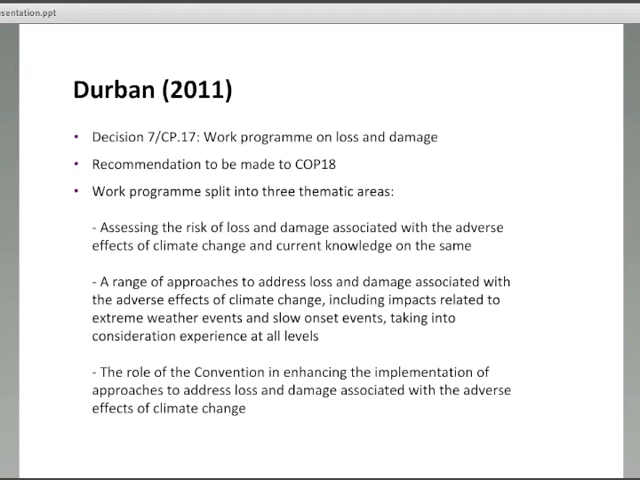 esentation.ppt
Durban (2011)
• Decision 7/CP.17: Work programme on loss and damage
• Recommendation to be made to COP18
• Work programme split into three thematic areas:
- Assessing the risk of loss and damage associated with the adverse
effects of climate change and current knowledge on the same
- A range of approaches to address loss and damage associated with
the adverse effects of climate change, including impacts related to
extreme weather events and slow onset events, taking into
consideration experience at all levels
- The role of the Convention in enhancing the implementation of
approaches to address loss and damage associated with the adverse
effects of climate change